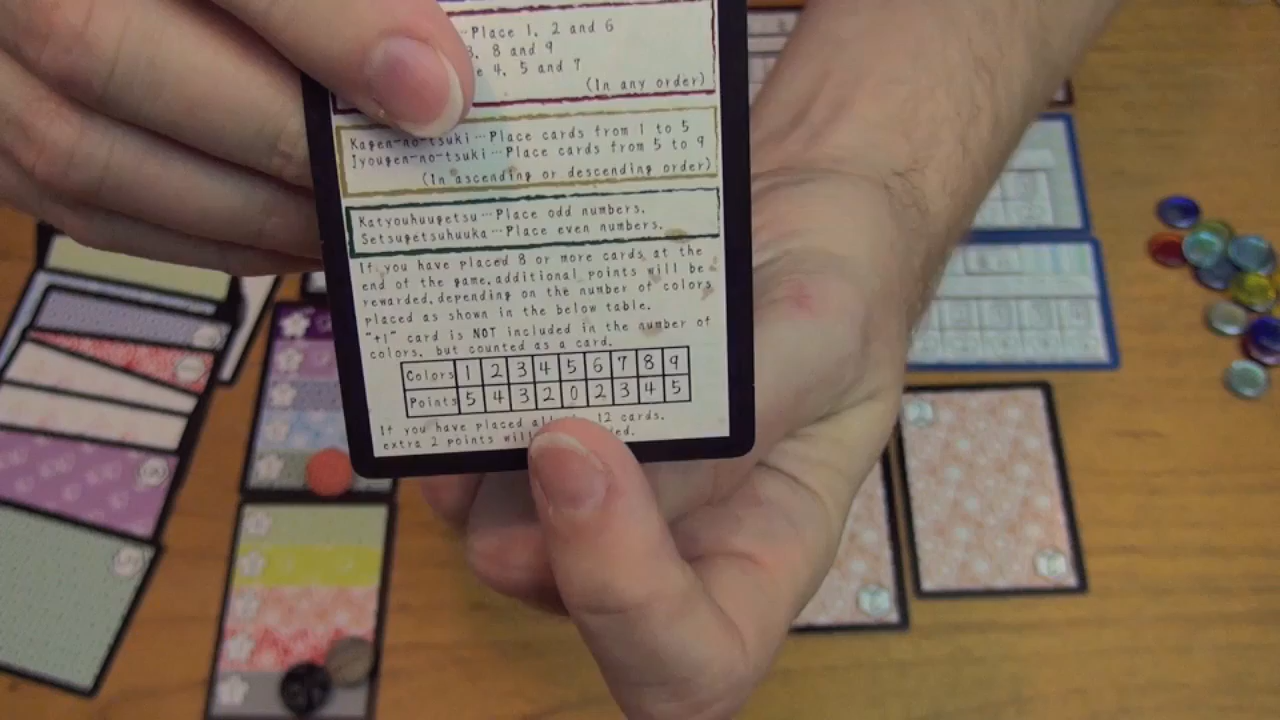 …Place 1, 2 and 6
3, 8 and 9
4, 5 and 7
(In any order)
Kagen-no-tsuki…Place cards from 1 to 5
Jyougen-no-tsuki…Place cards from 5 to 9
(In ascending or descending order)
Katyouhuugetsu…Place odd numbers.
Setsugetsuhuuka…Place even numbers.
If you have placed 8 or more cards at the
end of the game, additional points will be
rewarded, depending on the number of colors
placed as shown in the below table.
"+1" card is NOT included in the number of
colors, but counted as a card.
Colors 1 2 3 4 5 6 7 8 9
Points 5 4 3 2 0 2 3 4 5
If you have placed 12 cards.
extra 2 points